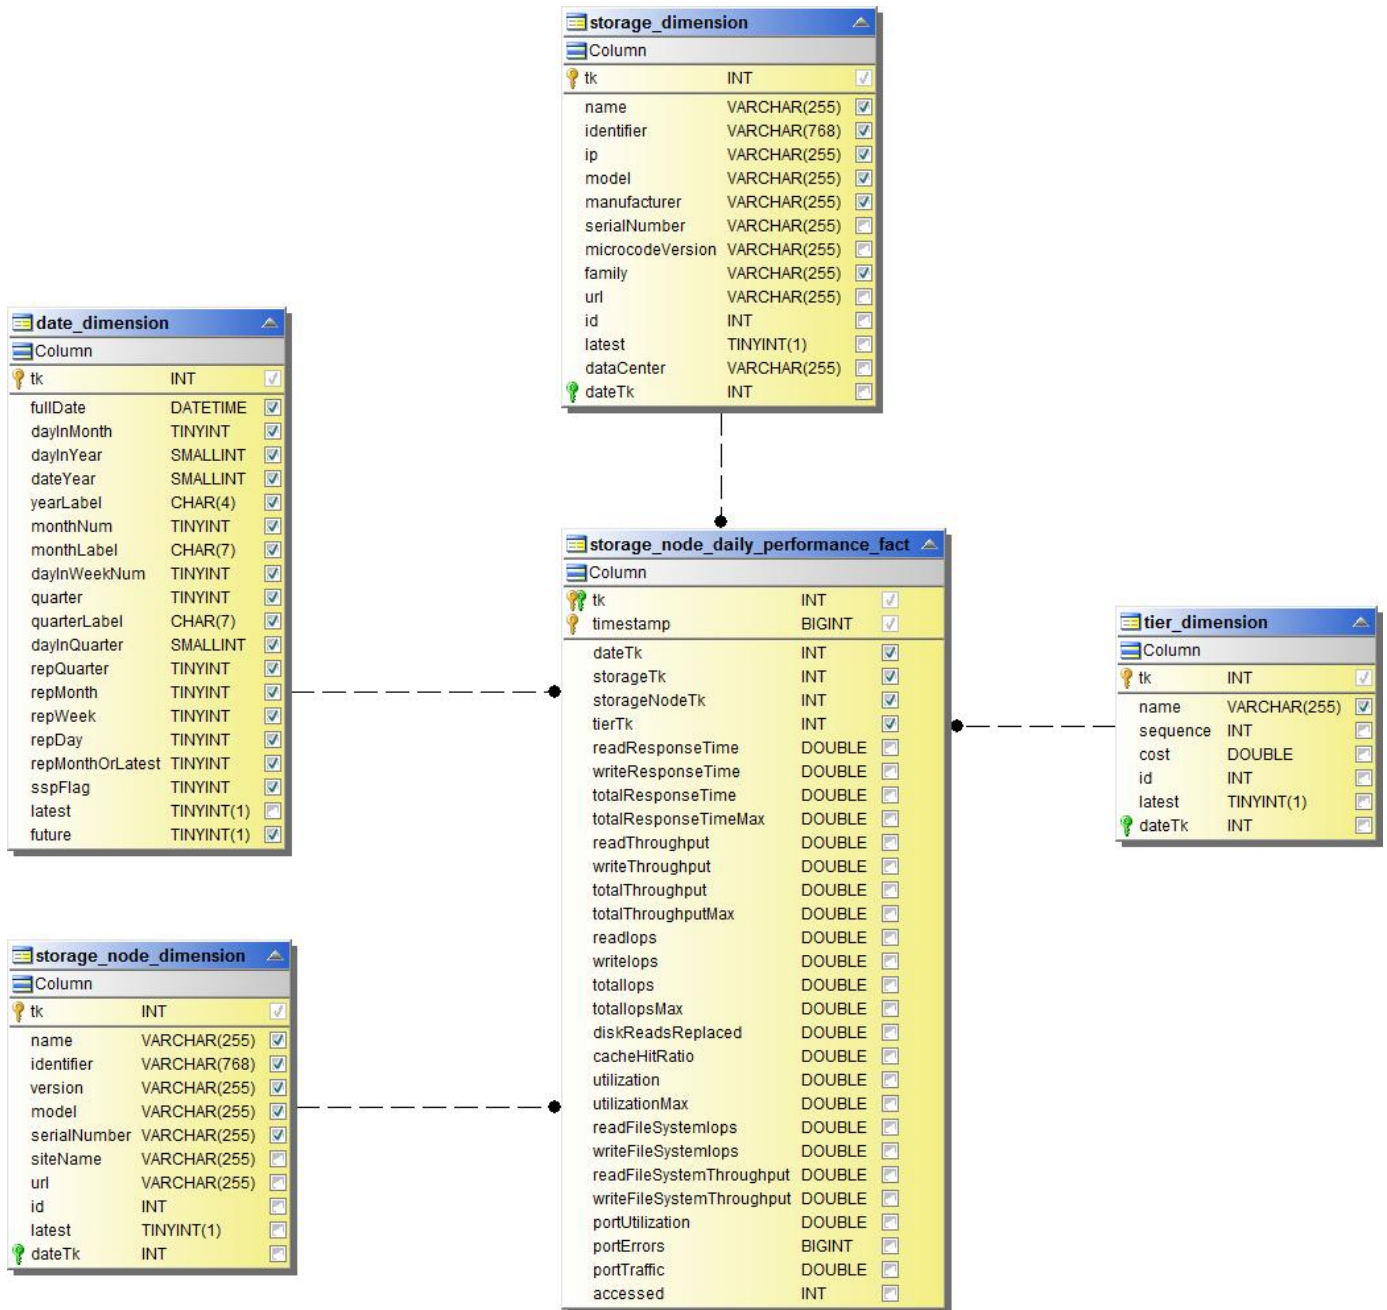 storage_dimension
Column
tk INT
name VARCHAR(255)
identifier VARCHAR(768)
ip VARCHAR(255)
model VARCHAR(255)
manufacturer VARCHAR(255)
serialNumber VARCHAR(255)
microcodeVersion VARCHAR(255)
family VARCHAR(255)
url VARCHAR(255)
id INT
latest TINYINT(1)
dataCenter VARCHAR(255)
dateTk INT
date_dimension
Column
tk INT
fullDate DATETIME
dayInMonth TINYINT
dayInYear SMALLINT
dateYear SMALLINT
yearLabel CHAR(4)
monthNum TINYINT
monthLabel CHAR(7)
dayInWeekNum TINYINT
quarter TINYINT
quarterLabel CHAR(7)
dayInQuarter SMALLINT
repQuarter TINYINT
repMonth TINYINT
repWeek TINYINT
repDay TINYINT
repMonthOrLatest TINYINT
sspFlag TINYINT
latest TINYINT(1)
future TINYINT(1)
storage_node_daily_performance_fact
Column
tk INT
timestamp BIGINT
dateTk INT
storageTk INT
storageNodeTk INT
tierTk INT
readResponseTime DOUBLE
writeResponseTime DOUBLE
totalResponseTime DOUBLE
totalResponseTimeMax DOUBLE
readThroughput DOUBLE
writeThroughput DOUBLE
totalThroughput DOUBLE
totalThroughputMax DOUBLE
readIops DOUBLE
writeIops DOUBLE
totalIops DOUBLE
totalIopsMax DOUBLE
diskReadsReplaced DOUBLE
cacheHitRatio DOUBLE
utilization DOUBLE
utilizationMax DOUBLE
readFileSystemIops DOUBLE
writeFileSystemIops DOUBLE
readFileSystemThroughput DOUBLE
writeFileSystemThroughput DOUBLE
portUtilization DOUBLE
portErrors BIGINT
portTraffic DOUBLE
accessed INT
tier_dimension
Column
tk INT
name VARCHAR(255)
sequence INT
cost DOUBLE
id INT
latest TINYINT(1)
dateTk INT
storage_node_dimension
Column
tk INT
name VARCHAR(255)
identifier VARCHAR(768)
version VARCHAR(255)
model VARCHAR(255)
serialNumber VARCHAR(255)
siteName VARCHAR(255)
url VARCHAR(255)
id INT
latest TINYINT(1)
dateTk INT